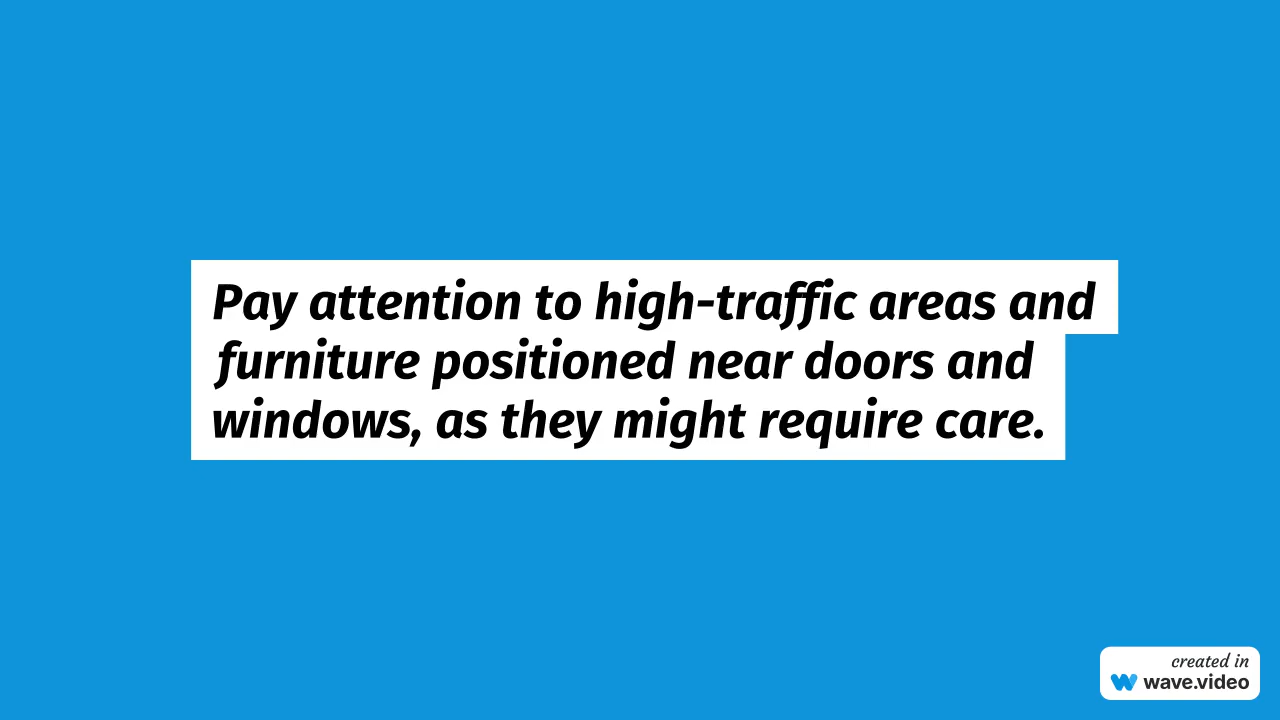 Pay attention to high-traffic areas and
furniture positioned near doors and
windows, as they might require care.
created in
wave.video